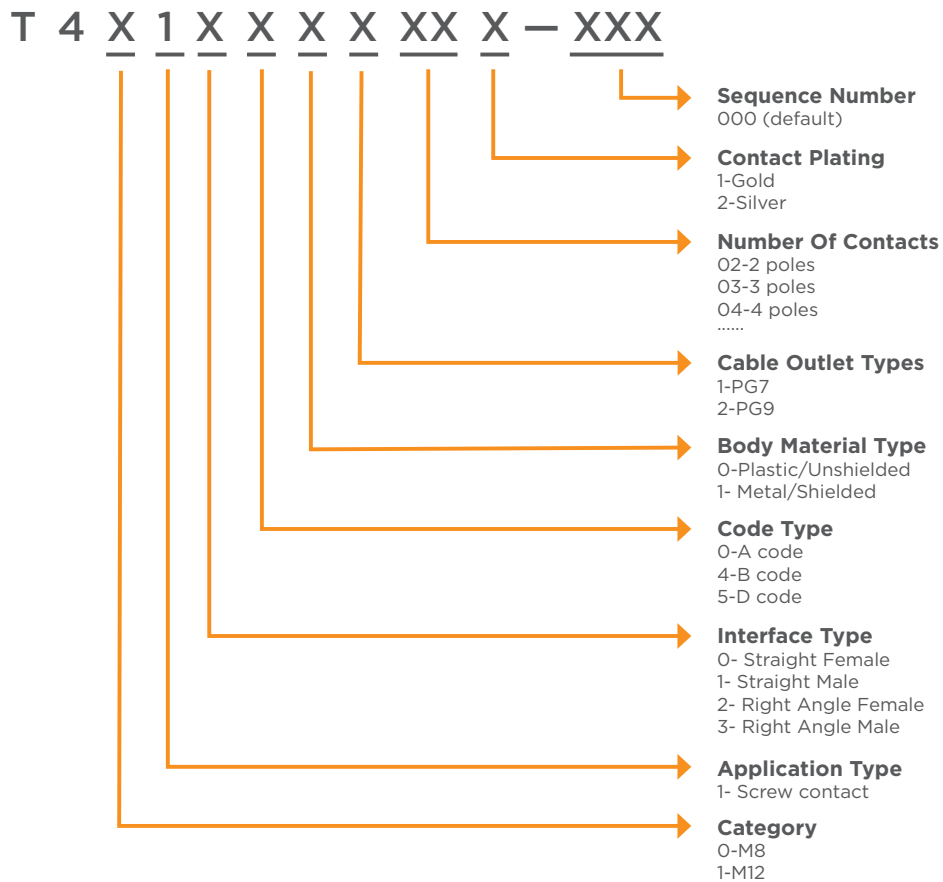 T 4 X 1 X X X X XX X — XXX
Sequence Number
000 (default)
Contact Plating
1-Gold
2-Silver
Number Of Contacts
02-2 poles
03-3 poles
04-4 poles
......
Cable Outlet Types
1-PG7
2-PG9
Body Material Type
0-Plastic/Unshielded
1- Metal/Shielded
Code Type
0-A code
4-B code
5-D code
Interface Type
0- Straight Female
1- Straight Male
2- Right Angle Female
3- Right Angle Male
Application Type
1- Screw contact
Category
0-M8
1-M12